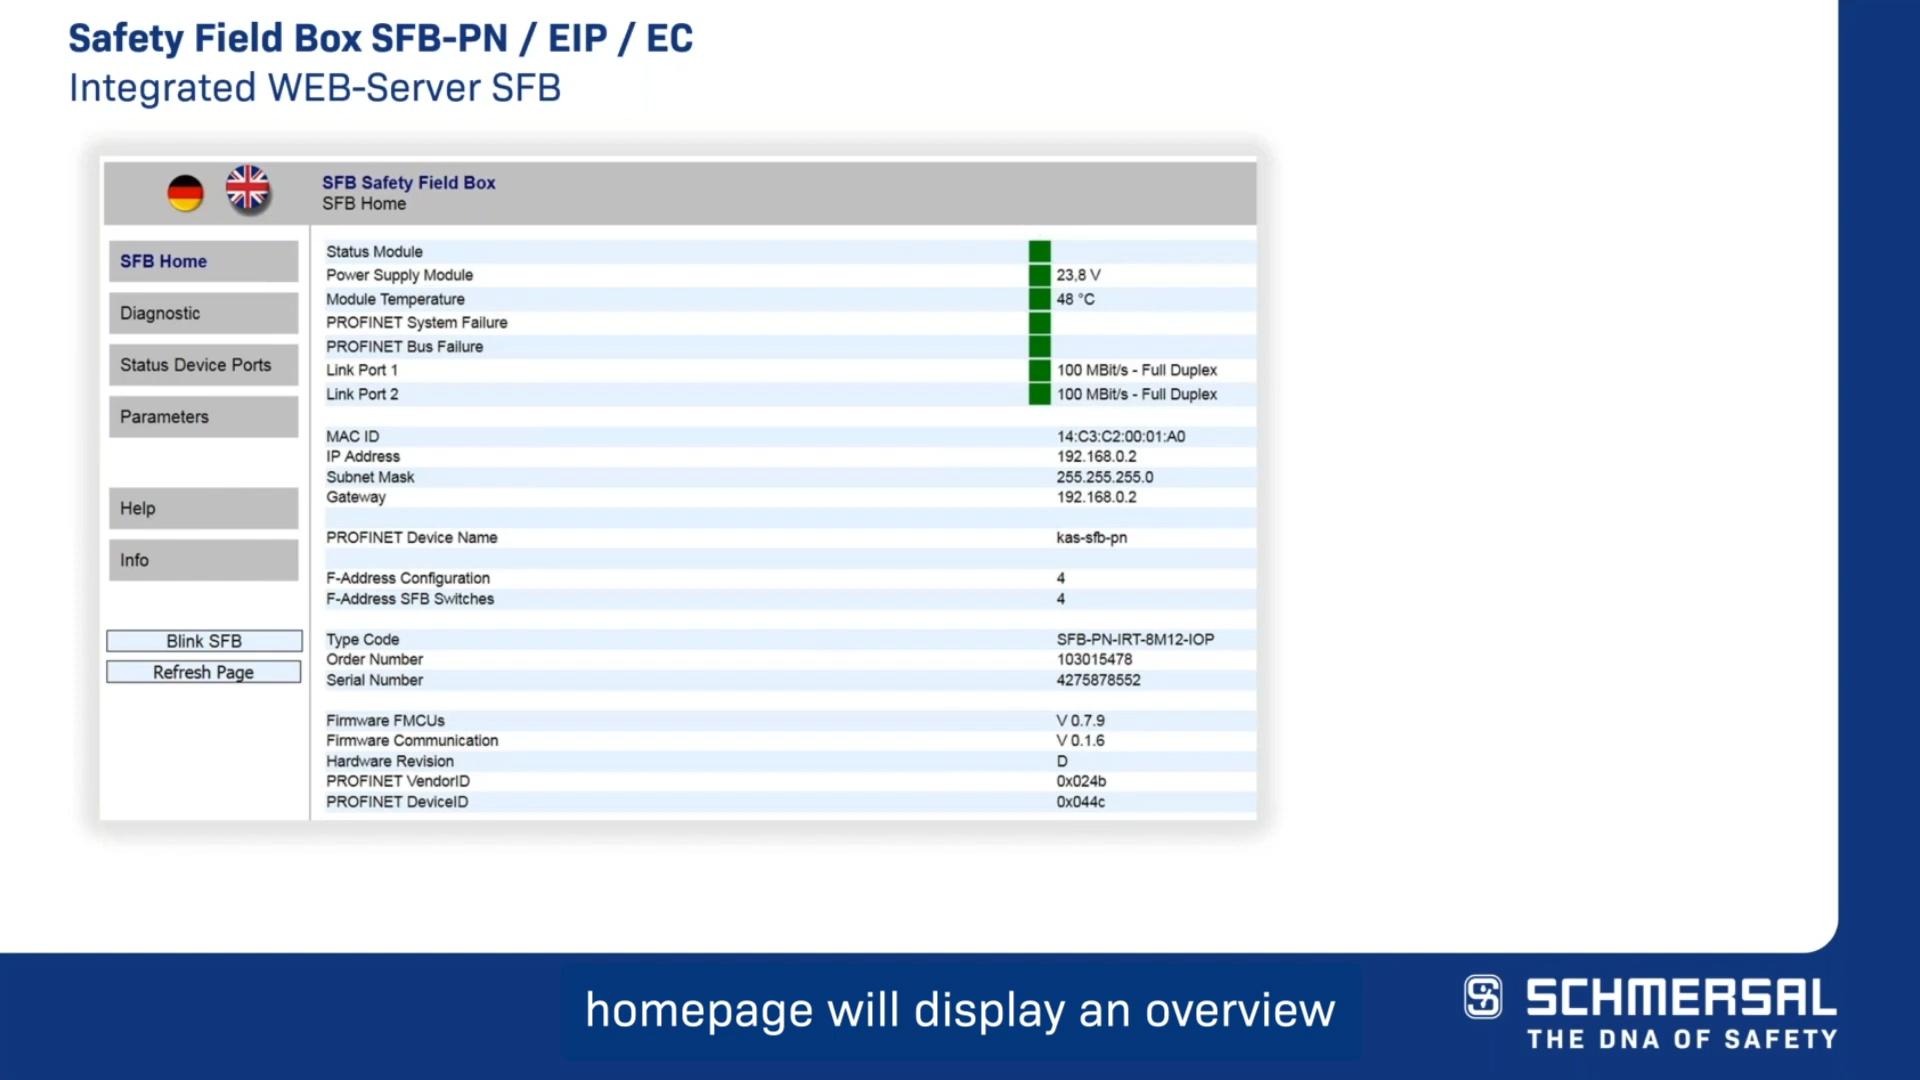 Safety Field Box SFB-PN / EIP / EC
Integrated WEB-Server SFB
SFB Safety Field Box
SFB Home
SFB Home
Diagnostic
Status Device Ports
Parameters
Help
Info
Blink SFB
Refresh Page
Status Module
Power Supply Module 23,8 V
Module Temperature 48 °C
PROFINET System Failure
PROFINET Bus Failure
Link Port 1 100 MBit/s - Full Duplex
Link Port 2 100 MBit/s - Full Duplex
MAC ID 14:C3:C2:00:01:A0
IP Address 192.168.0.2
Subnet Mask 255.255.255.0
Gateway 192.168.0.2
PROFINET Device Name kas-sfb-pn
F-Address Configuration 4
F-Address SFB Switches 4
Type Code SFB-PN-IRT-8M12-IOP
Order Number 103015478
Serial Number 4275878552
Firmware FMCUs V 0.7.9
Firmware Communication V 0.1.6
Hardware Revision D
PROFINET VendorID 0x024b
PROFINET DeviceID 0x044c
homepage will display an overview
SCHMERSAL
THE DNA OF SAFETY